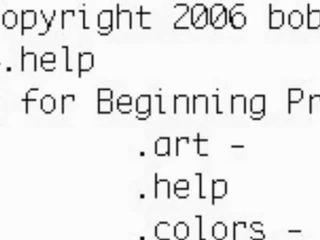 opyright 2006 bob
.help
for Beginning Pr
.art -
.help
.colors -